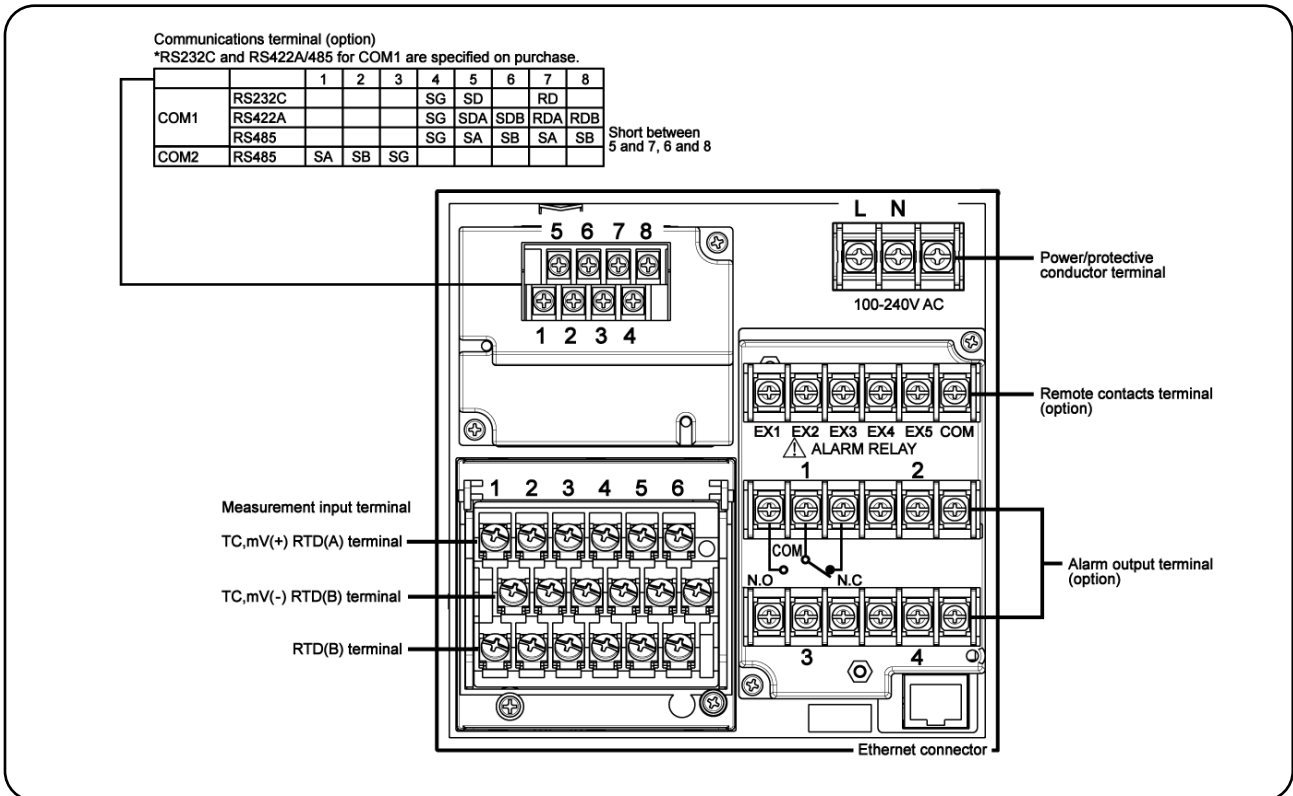 Communications terminal (option)
*RS232C and RS422A/485 for COM1 are specified on purchase.
1 2 3 4 5 6 7 8
COM1 RS232C SG SD RD
RS422A SG SDA SDB RDA RDB
RS485 SG SA SB SA SB
Short between
5 and 7, 6 and 8
COM2 RS485 SA SB SG
L N
5 6 7 8
Power/protective
conductor terminal
100-240V AC
1 2 3 4
Remote contacts terminal
(option)
EX1 EX2 EX3 EX4 EX5 COM
ALARM RELAY
1 2
1 2 3 4 5 6
Measurement input terminal
TC,mV(+) RTD(A) terminal
COM
Alarm output terminal
(option)
N.O N.C
TC,mV(-) RTD(B) terminal
RTD(B) terminal
3 4
Ethernet connector